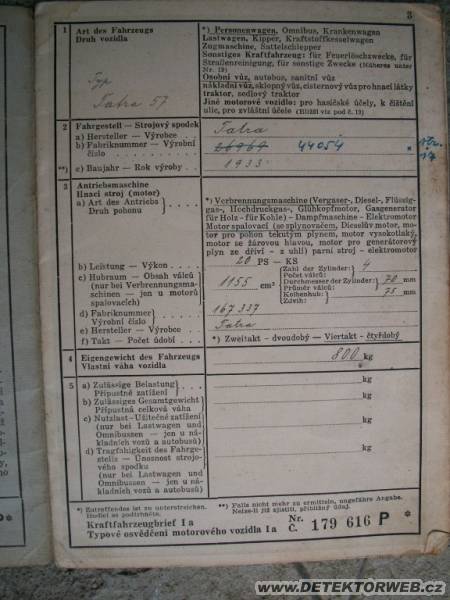 3
1 Art des Fahrzeugs
Druh vozidla
Typ
Tatra 57
*) Personenwagen, Omnibus, Krankenwagen
Lastwagen, Kipper, Kraftstoffkesselwagen
Zugmaschine, Sattelschlepper
Sonstiges Kraftfahrzeug: für Feuerlöschzwecke, für
Straßenreinigung, für sonstige Zwecke (Näheres unter
Nr. 13)
Osobní vůz, autobus, sanitní vůz
nákladní vůz, sklopný vůz, cisternový vůz pro hnací látky
traktor, sedlový traktor
Jiné motorové vozidlo: pro hasičské účely, k čištění
ulic, pro zvláštní účely (Bližší viz pod č. 13)
2 Fahrgestell — Strojový spodek
a) Hersteller — Výrobce Tatra
b) Fabriknummer — Výrobní
číslo 44054
**) c) Baujahr — Rok výroby 1933
3 Antriebsmaschine
Hnací stroj (motor)
a) Art des Antriebs
Druh pohonu
*) Verbrennungsmaschine (Vergaser-, Diesel-, Flüssig-
gas-, Hochdruckgas-, Glühkopfmotor, Gasgenerator
für Holz - für Kohle) - Dampfmaschine - Elektromotor
Motor spalovací (se splynovačem, Dieselův motor, mo-
tor pro pohon tekutým plynem, motor vysokotlaký,
motor se žárovou hlavou, motor pro generátorový
plyn ze dříví - z uhlí) parní stroj - elektromotor
b) Leistung — Výkon 20 PS - KS
c) Hubraum — Obsah válců
(nur bei Verbrennungsma-
schinen — jen u motorů
spalovacích)
1155 cm³
Zahl der Zylinder: 4
Počet válců:
Durchmesser der Zylinder: 70 mm
Průměr válců:
Kolbenhub: 75 mm
Zdvih:
d) Fabriknummer
Výrobní číslo
167 337
e) Hersteller — Výrobce Tatra
f) Takt — Počet údobí
*) Zweitakt - dvoudobý — Viertakt - čtyřdobý
4 Eigengewicht des Fahrzeugs
Vlastní váha vozidla
800 kg
5 a) Zulässige Belastung
Přípustné zatížení
kg
b) Zulässiges Gesamtgewicht
Přípustná celková váha
kg
c) Nutzlast-Užitečné zatížení
(nur bei Lastwagen und
Omnibussen — jen u ná-
kladních vozů a autobusů)
kg
d) Tragfähigkeit des Fahrge-
stells — Únosnost strojo-
vého spodku
(nur bei Lastwagen und
Omnibussen — jen u ná-
kladních vozů a autobusů)
kg
*) Zutreffendes ist zu unterstreichen.
Hodící se podtrhněte.
**) Falls nicht mehr zu ermitteln, ungefähre Angabe.
Nelze-li již zjistiti, přibližný údaj.
Kraftfahrzeugbrief I a
Typové osvědčení motorového vozidla I a
Nr.
Č. 179 616 P *
WWW.DETEKTORWEB.CZ